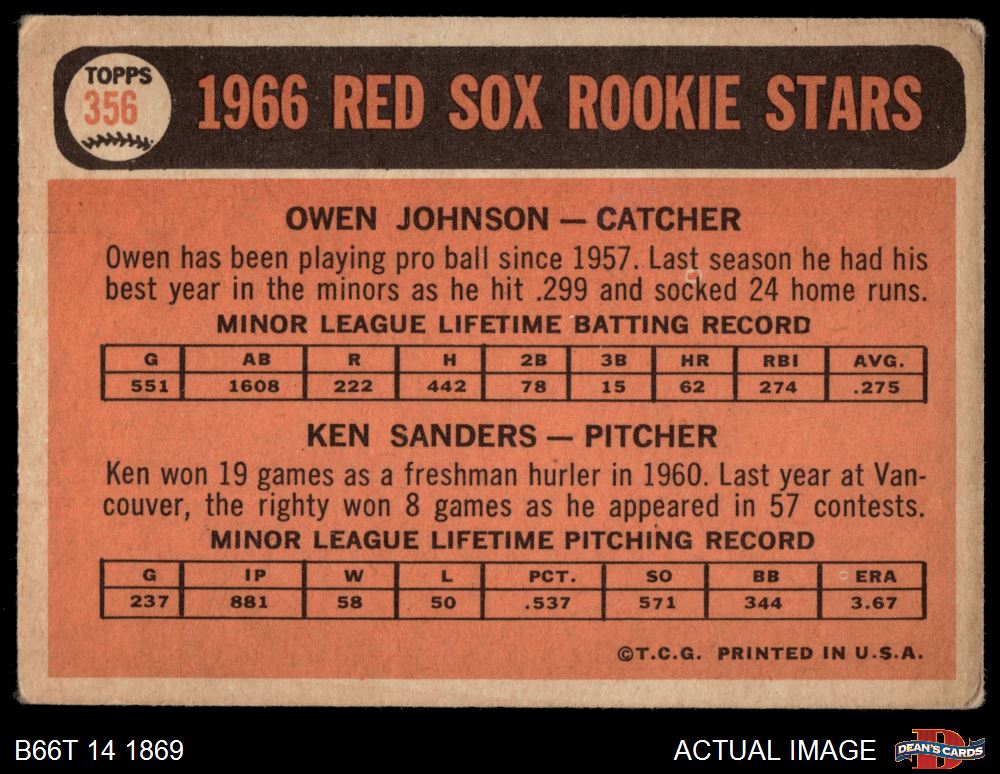 TOPPS
356
1966 RED SOX ROOKIE STARS
OWEN JOHNSON — CATCHER
Owen has been playing pro ball since 1957. Last season he had his
best year in the minors as he hit .299 and socked 24 home runs.
MINOR LEAGUE LIFETIME BATTING RECORD
G AB R H 2B 3B HR RBI AVG.
551 1608 222 442 78 15 62 274 .275
KEN SANDERS — PITCHER
Ken won 19 games as a freshman hurler in 1960. Last year at Van-
couver, the righty won 8 games as he appeared in 57 contests.
MINOR LEAGUE LIFETIME PITCHING RECORD
G IP W L PCT. SO BB ERA
237 881 58 50 .537 571 344 3.67
©T.C.G. PRINTED IN U.S.A.
B66T 14 1869
ACTUAL IMAGE
DEAN'S CARDS